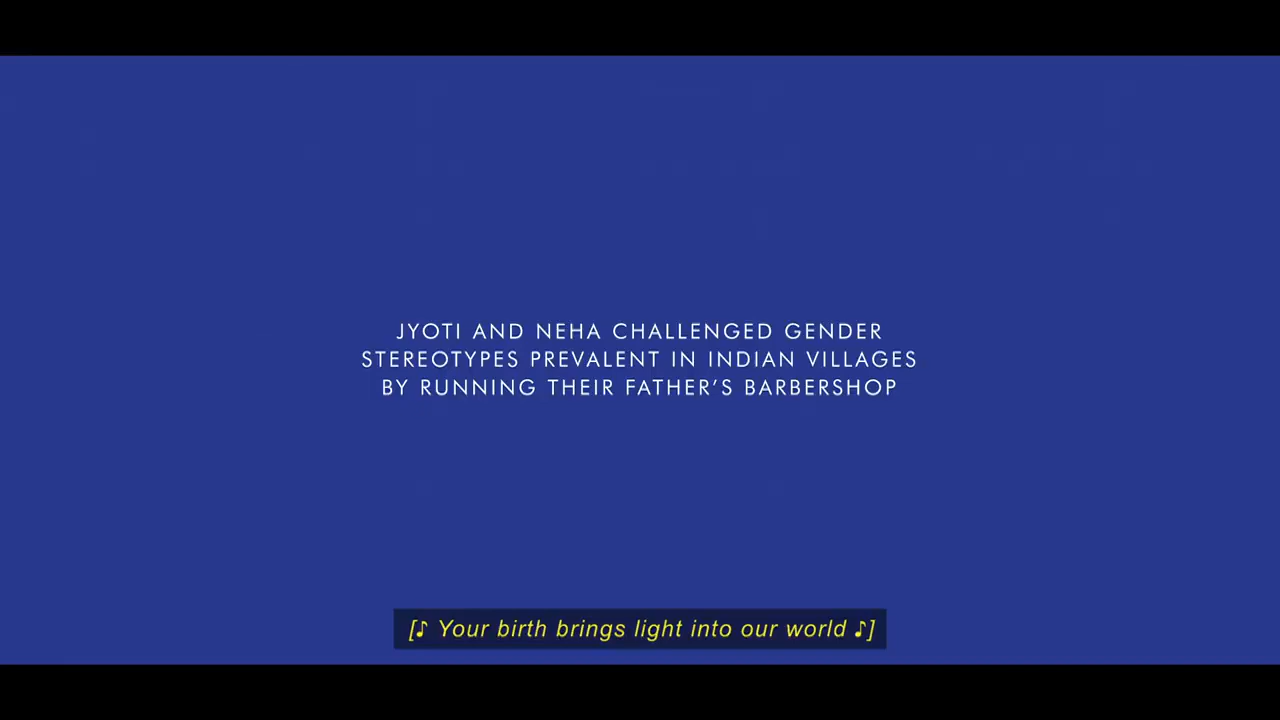 JYOTI AND NEHA CHALLENGED GENDER
STEREOTYPES PREVALENT IN INDIAN VILLAGES
BY RUNNING THEIR FATHER’S BARBERSHOP
[♪ Your birth brings light into our world ♪]